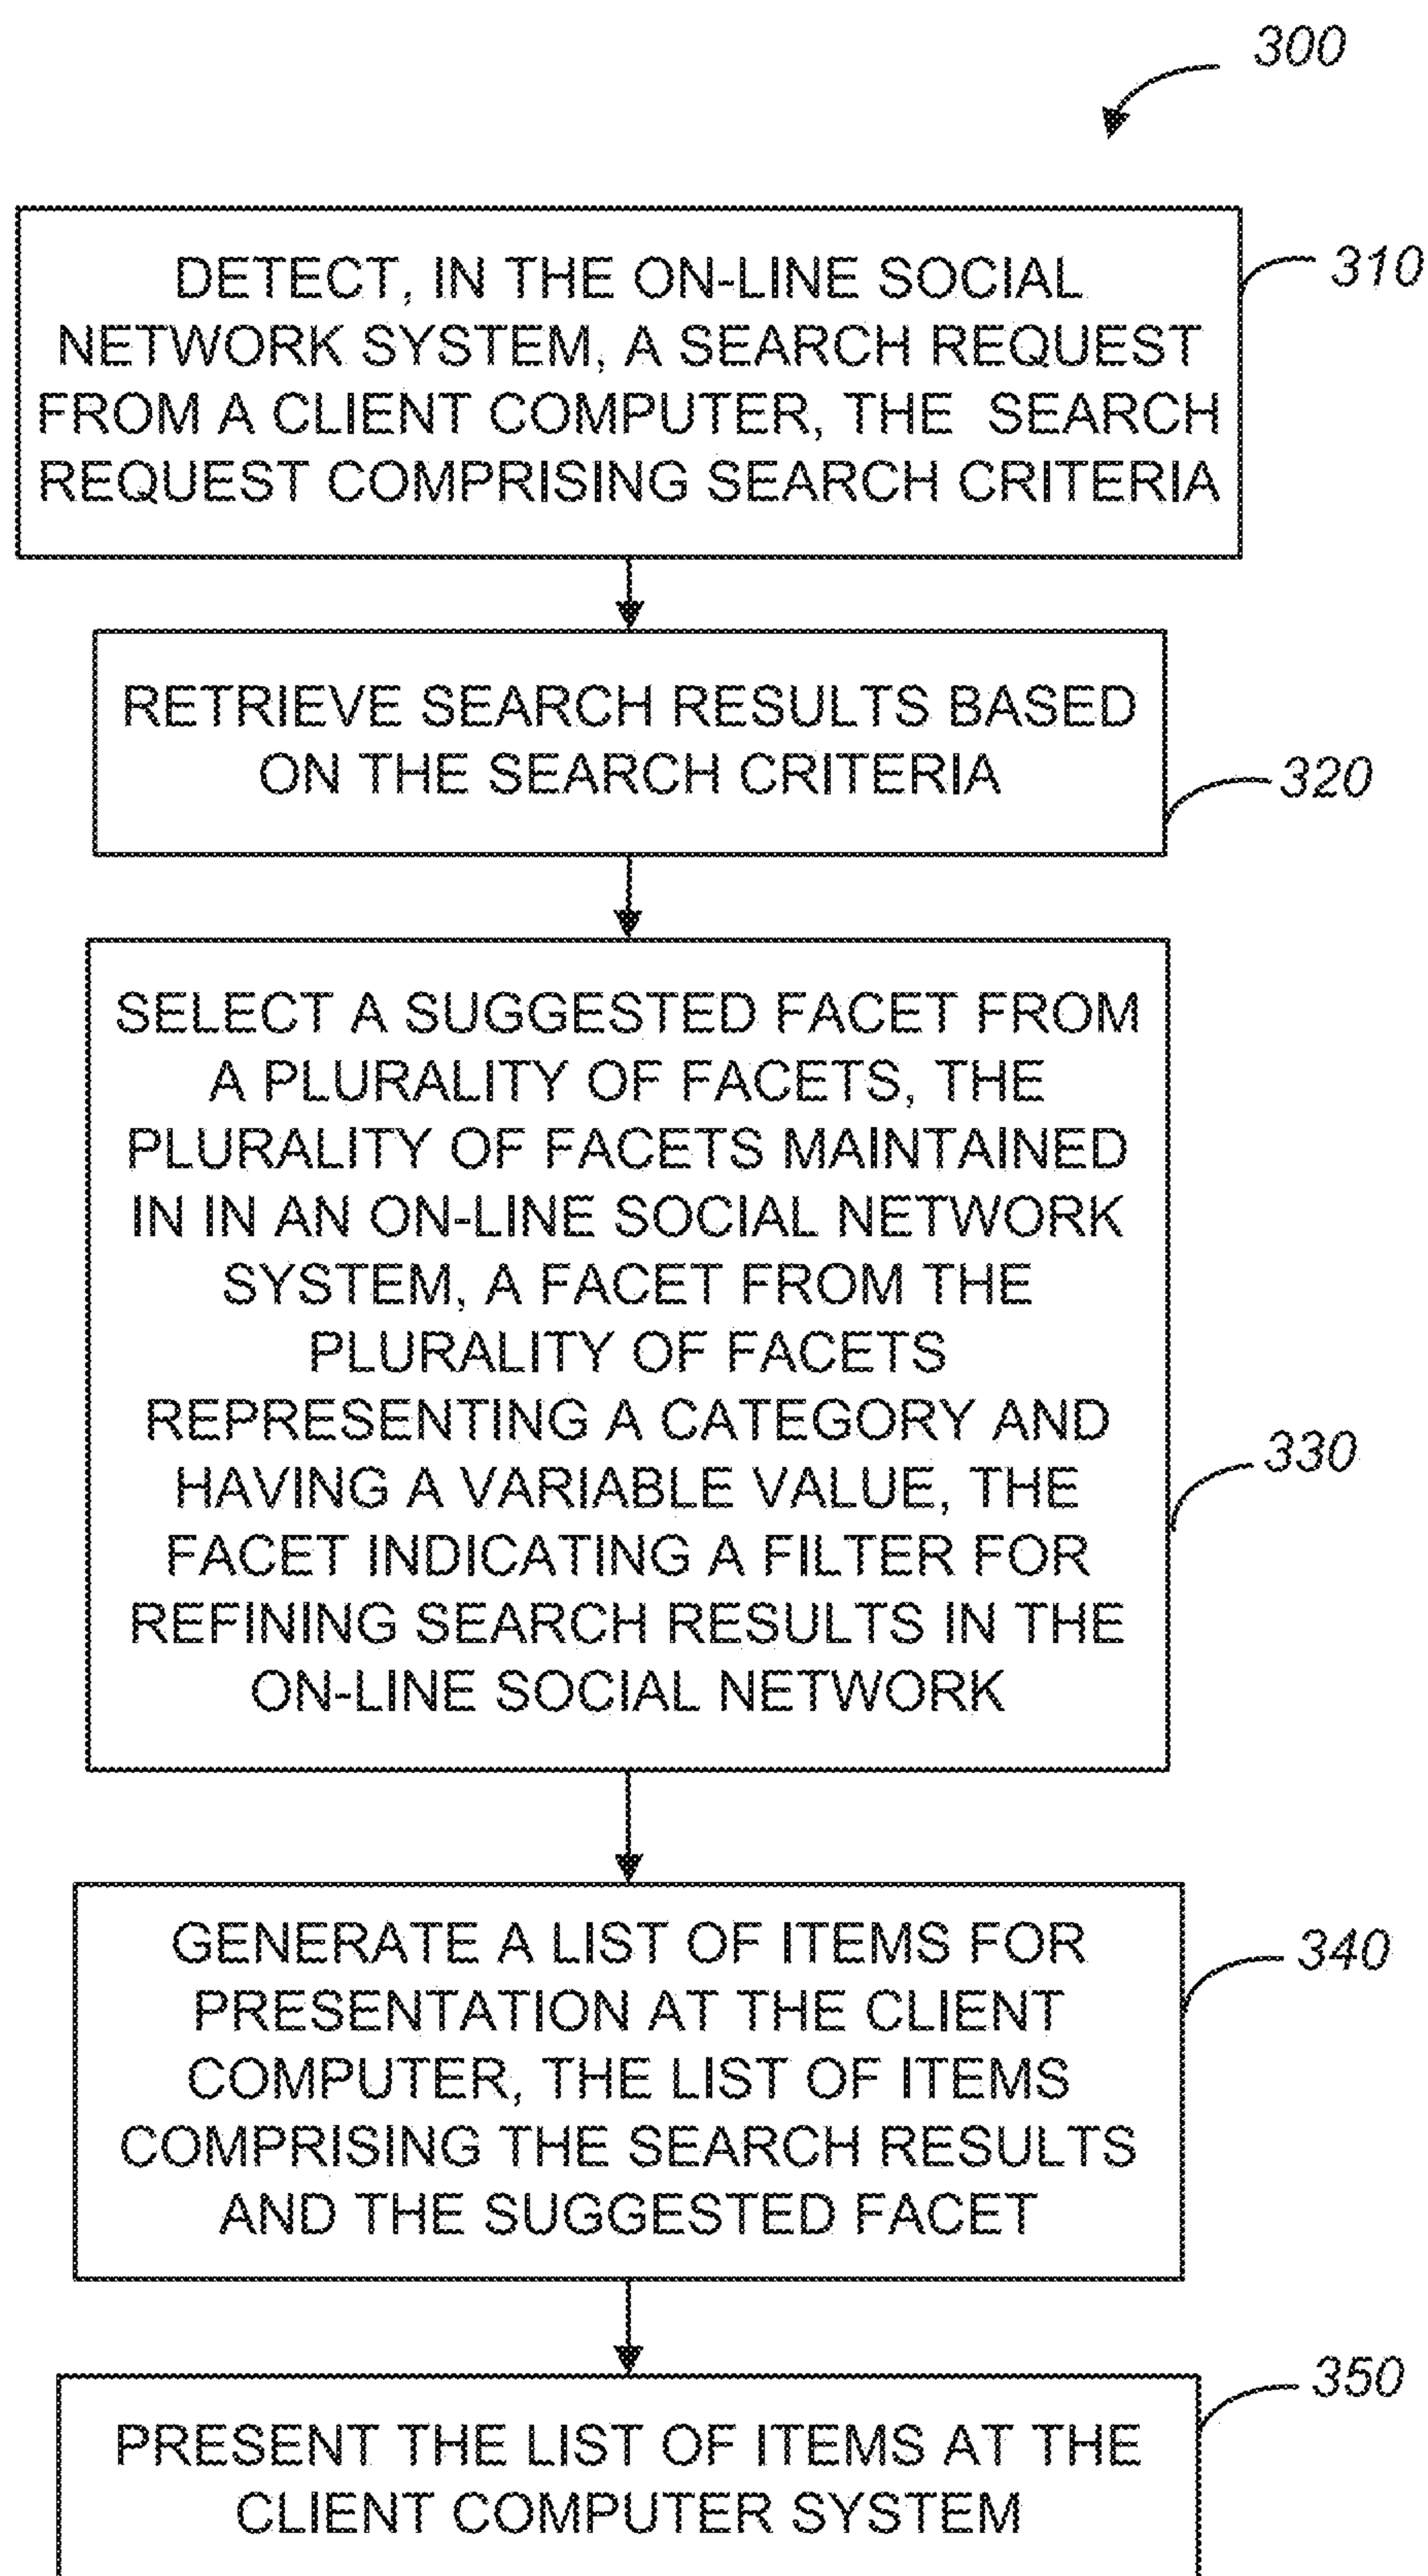 300
DETECT, IN THE ON-LINE SOCIAL
NETWORK SYSTEM, A SEARCH REQUEST
FROM A CLIENT COMPUTER, THE SEARCH
REQUEST COMPRISING SEARCH CRITERIA
310
RETRIEVE SEARCH RESULTS BASED
ON THE SEARCH CRITERIA
320
SELECT A SUGGESTED FACET FROM
A PLURALITY OF FACETS, THE
PLURALITY OF FACETS MAINTAINED
IN IN AN ON-LINE SOCIAL NETWORK
SYSTEM, A FACET FROM THE
PLURALITY OF FACETS
REPRESENTING A CATEGORY AND
HAVING A VARIABLE VALUE, THE
FACET INDICATING A FILTER FOR
REFINING SEARCH RESULTS IN THE
ON-LINE SOCIAL NETWORK
330
GENERATE A LIST OF ITEMS FOR
PRESENTATION AT THE CLIENT
COMPUTER, THE LIST OF ITEMS
COMPRISING THE SEARCH RESULTS
AND THE SUGGESTED FACET
340
PRESENT THE LIST OF ITEMS AT THE
CLIENT COMPUTER SYSTEM
350